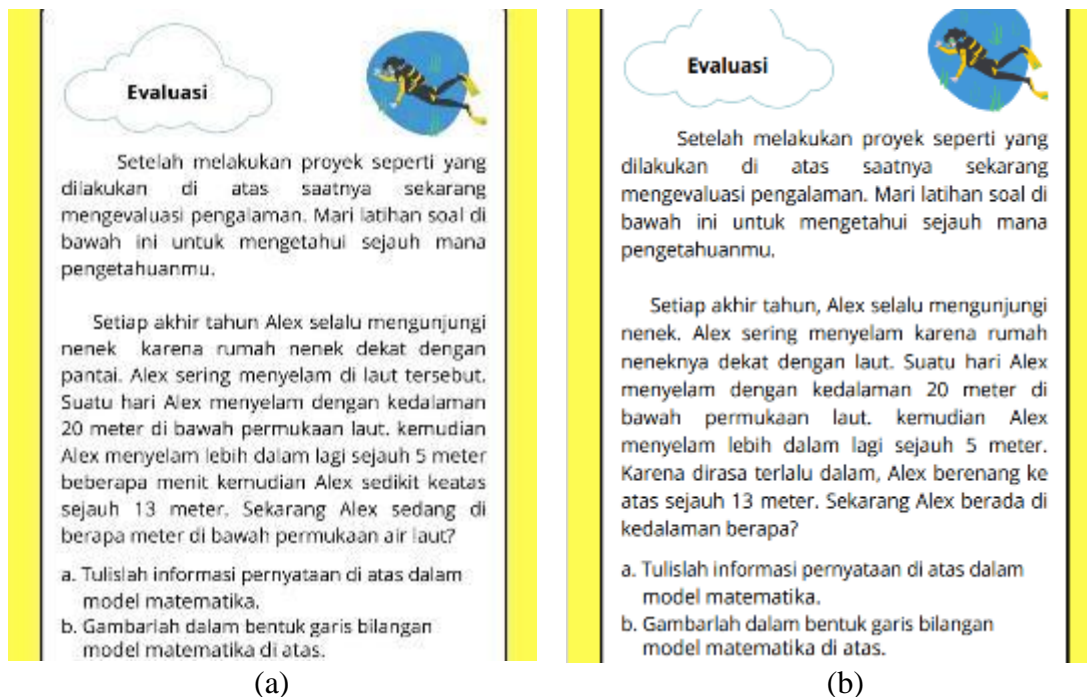 Evaluasi
Setelah melakukan proyek seperti yang
dilakukan di atas saatnya sekarang
mengevaluasi pengalaman. Mari latihan soal di
bawah ini untuk mengetahui sejauh mana
pengetahuanmu.
Setiap akhir tahun Alex selalu mengunjungi
nenek karena rumah nenek dekat dengan
pantai. Alex sering menyelam di laut tersebut.
Suatu hari Alex menyelam dengan kedalaman
20 meter di bawah permukaan laut. kemudian
Alex menyelam lebih dalam lagi sejauh 5 meter
beberapa menit kemudian Alex sedikit keatas
sejauh 13 meter. Sekarang Alex sedang di
berapa meter di bawah permukaan air laut?
a. Tulislah informasi pernyataan di atas dalam
model matematika.
b. Gambarlah dalam bentuk garis bilangan
model matematika di atas.
(a)
Evaluasi
Setelah melakukan proyek seperti yang
dilakukan di atas saatnya sekarang
mengevaluasi pengalaman. Mari latihan soal di
bawah ini untuk mengetahui sejauh mana
pengetahuanmu.
Setiap akhir tahun, Alex selalu mengunjungi
nenek. Alex sering menyelam karena rumah
neneknya dekat dengan laut. Suatu hari Alex
menyelam dengan kedalaman 20 meter di
bawah permukaan laut. kemudian Alex
menyelam lebih dalam lagi sejauh 5 meter.
Karena dirasa terlalu dalam, Alex berenang ke
atas sejauh 13 meter. Sekarang Alex berada di
kedalaman berapa?
a. Tulislah informasi pernyataan di atas dalam
model matematika.
b. Gambarlah dalam bentuk garis bilangan
model matematika di atas.
(b)